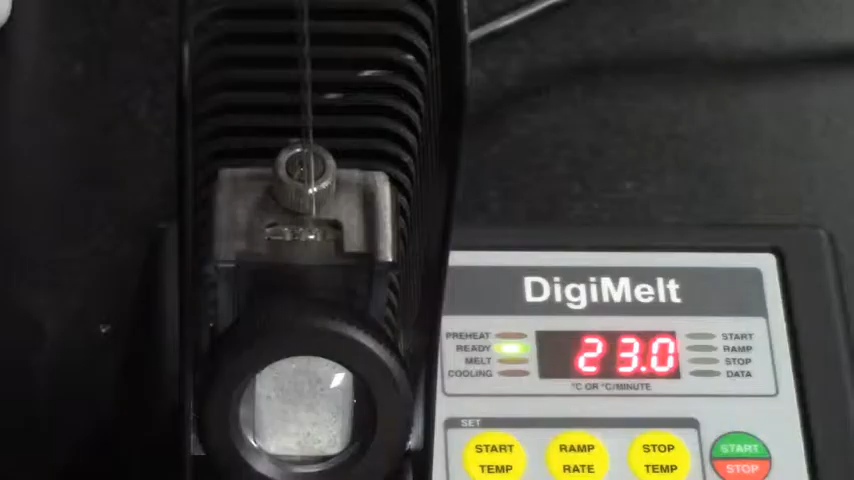 DigiMelt
PREHEAT
READY
MELT
COOLING
23.0
°C OR °C/MINUTE
START
RAMP
STOP
DATA
SET
START
TEMP
RAMP
RATE
STOP
TEMP
START
STOP